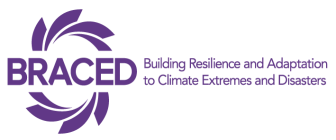 BRACED
Building Resilience and Adaptation
to Climate Extremes and Disasters